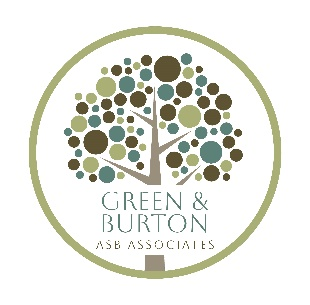 GREEN &
BURTON
ASB ASSOCIATES